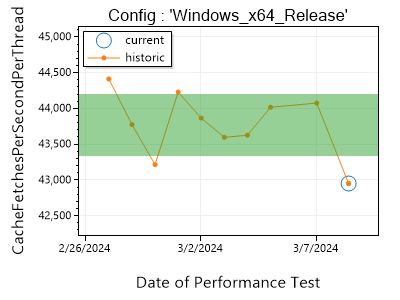 Config : 'Windows_x64_Release'
current
historic
CacheFetchesPerSecondPerThread
45,000
44,500
44,000
43,500
43,000
42,500
2/26/2024
3/2/2024
3/7/2024
Date of Performance Test